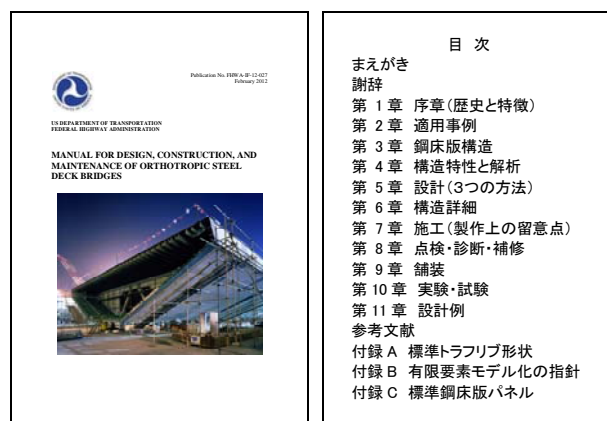 Publication No. FHWA-IF-12-027
February 2012
US DEPARTMENT OF TRANSPORTATION
FEDERAL HIGHWAY ADMINISTRATION
MANUAL FOR DESIGN, CONSTRUCTION, AND
MAINTENANCE OF ORTHOTROPIC STEEL
DECK BRIDGES
目 次
まえがき
謝辞
第 1 章 序章(歴史と特徴)
第 2 章 適用事例
第 3 章 鋼床版構造
第 4 章 構造特性と解析
第 5 章 設計(3つの方法)
第 6 章 構造詳細
第 7 章 施工(製作上の留意点)
第 8 章 点検・診断・補修
第 9 章 舗装
第 10 章 実験・試験
第 11 章 設計例
参考文献
付録 A 標準トラフリブ形状
付録 B 有限要素モデル化の指針
付録 C 標準鋼床版パネル